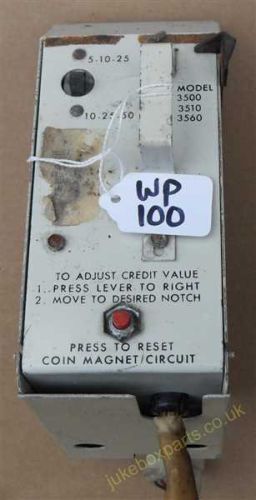 5-10-25
MODEL
3500
3510
3560
10-25-50
WP
100
TO ADJUST CREDIT VALUE
1..PRESS LEVER TO RIGHT
2. MOVE TO DESIRED NOTCH
PRESS TO RESET
COIN MAGNET/CIRCUIT
jukeboxparts.co.uk